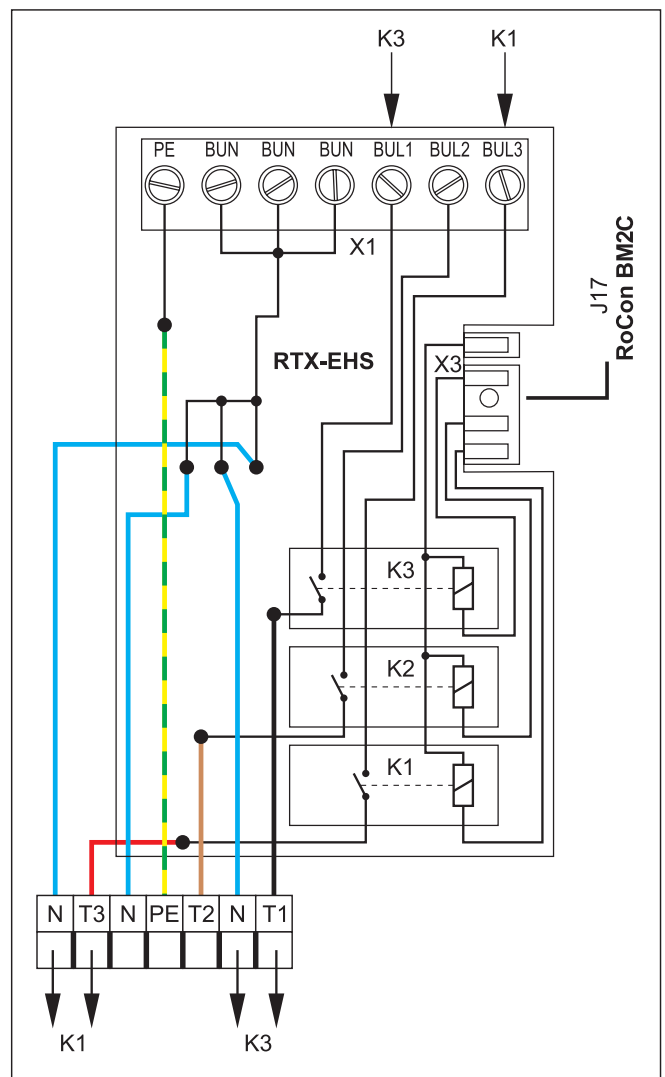 K3 K1
PE BUN BUN BUN BUL1 BUL2 BUL3
X1
J17
RoCon BM2C
RTX-EHS
X3
K3
K2
K1
N T3 N PE T2 N T1
K1 K3